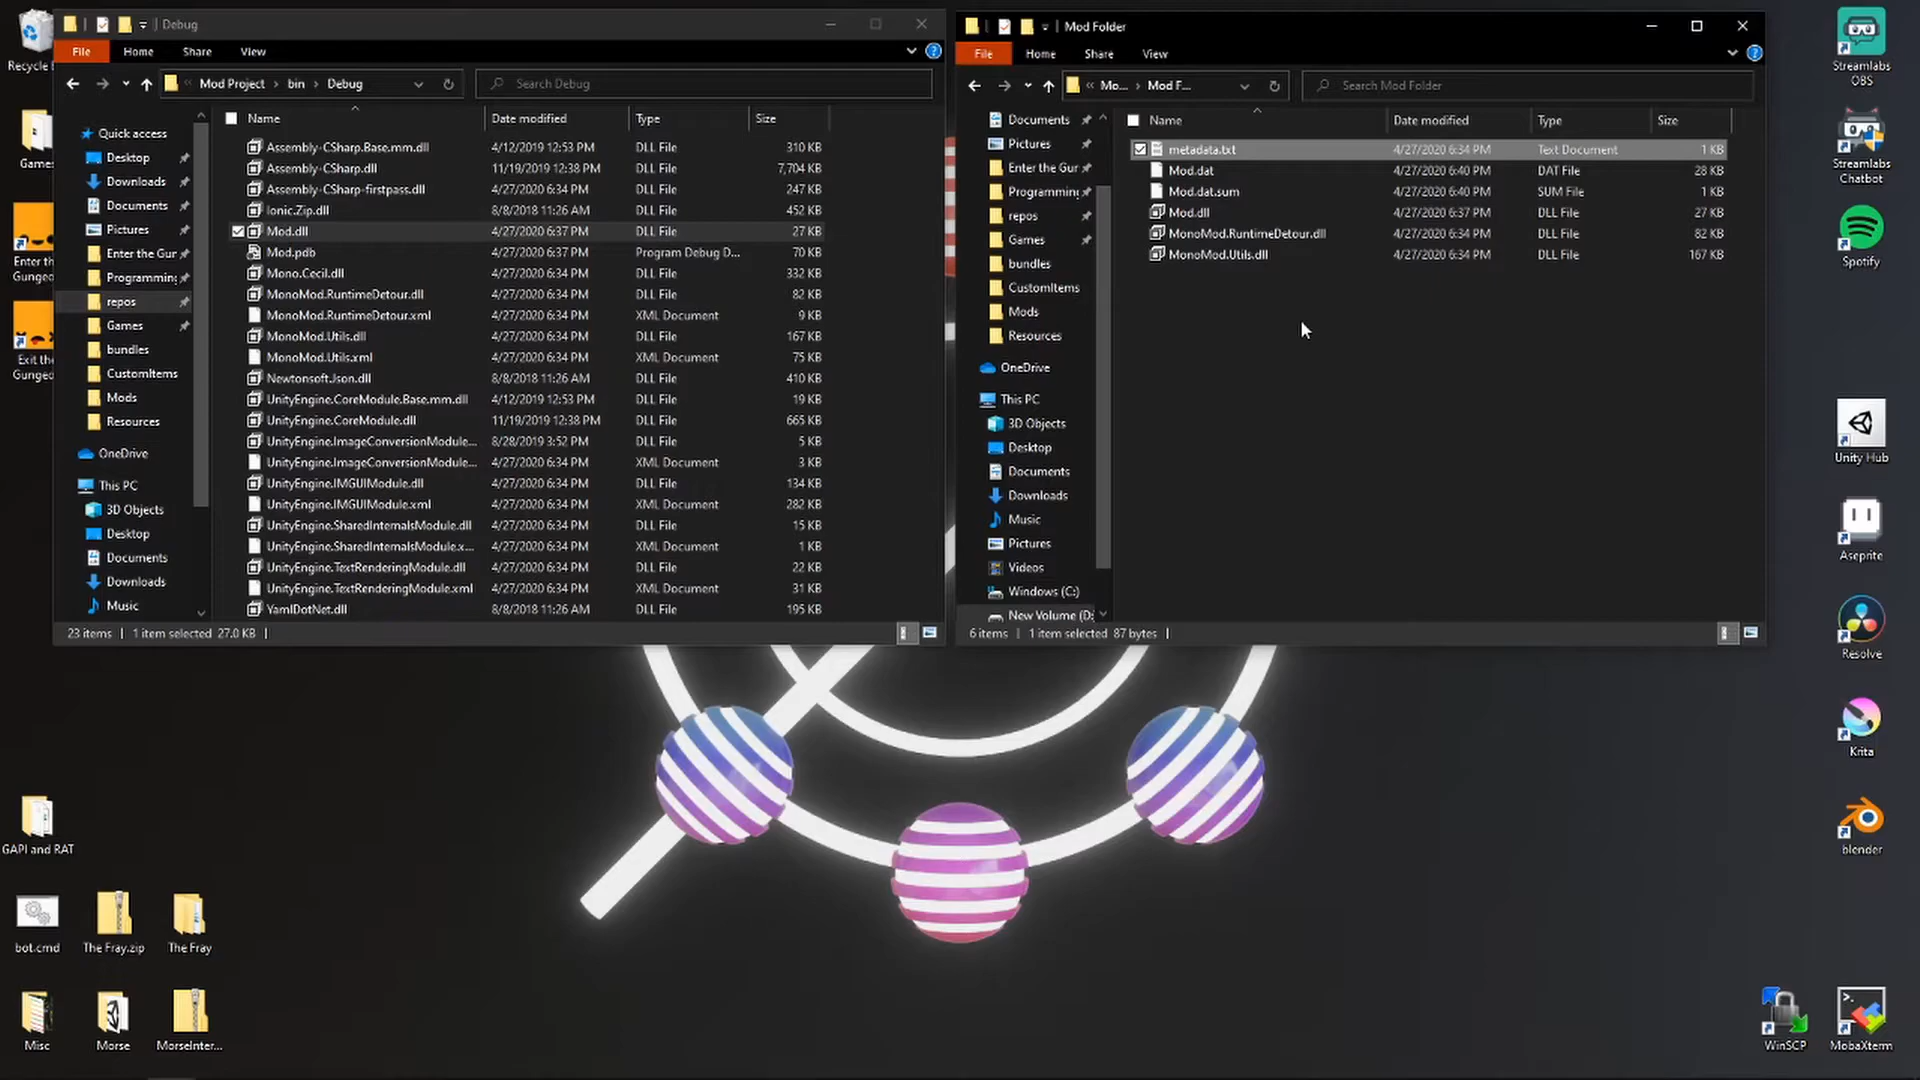 Debug
File
Home
Share
View
Mod Project
bin
Debug
Search Debug
Name
Date modified
Type
Size
Quick access
Desktop
Downloads
Documents
Pictures
Enter the Gur
Programming
repos
Games
bundles
CustomItems
Mods
Resources
OneDrive
This PC
3D Objects
Desktop
Documents
Downloads
Music
Assembly-CSharp.Base.mm.dll 4/12/2019 12:53 PM DLL File 310 KB
Assembly-CSharp.dll 11/19/2019 12:38 PM DLL File 7,704 KB
Assembly-CSharp-firstpass.dll 4/27/2020 6:34 PM DLL File 247 KB
Ionic.Zip.dll 8/8/2018 11:26 AM DLL File 452 KB
Mod.dll 4/27/2020 6:37 PM DLL File 27 KB
Mod.pdb 4/27/2020 6:37 PM Program Debug D... 70 KB
Mono.Cecil.dll 4/27/2020 6:34 PM DLL File 332 KB
MonoMod.RuntimeDetour.dll 4/27/2020 6:34 PM DLL File 82 KB
MonoMod.RuntimeDetour.xml 4/27/2020 6:34 PM XML Document 9 KB
MonoMod.Utils.dll 4/27/2020 6:34 PM DLL File 167 KB
MonoMod.Utils.xml 4/27/2020 6:34 PM XML Document 75 KB
Newtonsoft.Json.dll 8/8/2018 11:26 AM DLL File 410 KB
UnityEngine.CoreModule.Base.mm.dll 4/12/2019 12:53 PM DLL File 19 KB
UnityEngine.CoreModule.dll 11/19/2019 12:38 PM DLL File 665 KB
UnityEngine.ImageConversionModule... 8/28/2019 3:52 PM DLL File 5 KB
UnityEngine.ImageConversionModule... 4/27/2020 6:34 PM XML Document 3 KB
UnityEngine.IMGUIModule.dll 4/27/2020 6:34 PM DLL File 134 KB
UnityEngine.IMGUIModule.xml 4/27/2020 6:34 PM XML Document 282 KB
UnityEngine.SharedInternalsModule.dll 4/27/2020 6:34 PM DLL File 15 KB
UnityEngine.SharedInternalsModule.x... 4/27/2020 6:34 PM XML Document 1 KB
UnityEngine.TextRenderingModule.dll 4/27/2020 6:34 PM DLL File 22 KB
UnityEngine.TextRenderingModule.xml 4/27/2020 6:34 PM XML Document 31 KB
YamlDotNet.dll 8/8/2018 11:26 AM DLL File 195 KB
23 items
1 item selected 27.0 KB
Mod Folder
File
Home
Share
View
Mo...
Mod F...
Search Mod Folder
Name
Date modified
Type
Size
Documents
Pictures
Enter the Gur
Programming
repos
Games
bundles
CustomItems
Mods
Resources
OneDrive
This PC
3D Objects
Desktop
Documents
Downloads
Music
Pictures
Videos
Windows (C:)
New Volume (D:
metadata.txt 4/27/2020 6:34 PM Text Document 1 KB
Mod.dat 4/27/2020 6:40 PM DAT File 28 KB
Mod.dat.sum 4/27/2020 6:40 PM SUM File 1 KB
Mod.dll 4/27/2020 6:37 PM DLL File 27 KB
MonoMod.RuntimeDetour.dll 4/27/2020 6:34 PM DLL File 82 KB
MonoMod.Utils.dll 4/27/2020 6:34 PM DLL File 167 KB
6 items
1 item selected 87 bytes
Recycle
Games
Enter the
Gungeo
Exit the
Gungeo
GAPI and RAT
bot.cmd
The Fray.zip
The Fray
Misc
Morse
MorseInter...
Streamlabs
OBS
Streamlabs
Chatbot
Spotify
Unity Hub
Aseprite
Resolve
Krita
blender
WinSCP
MobaXterm